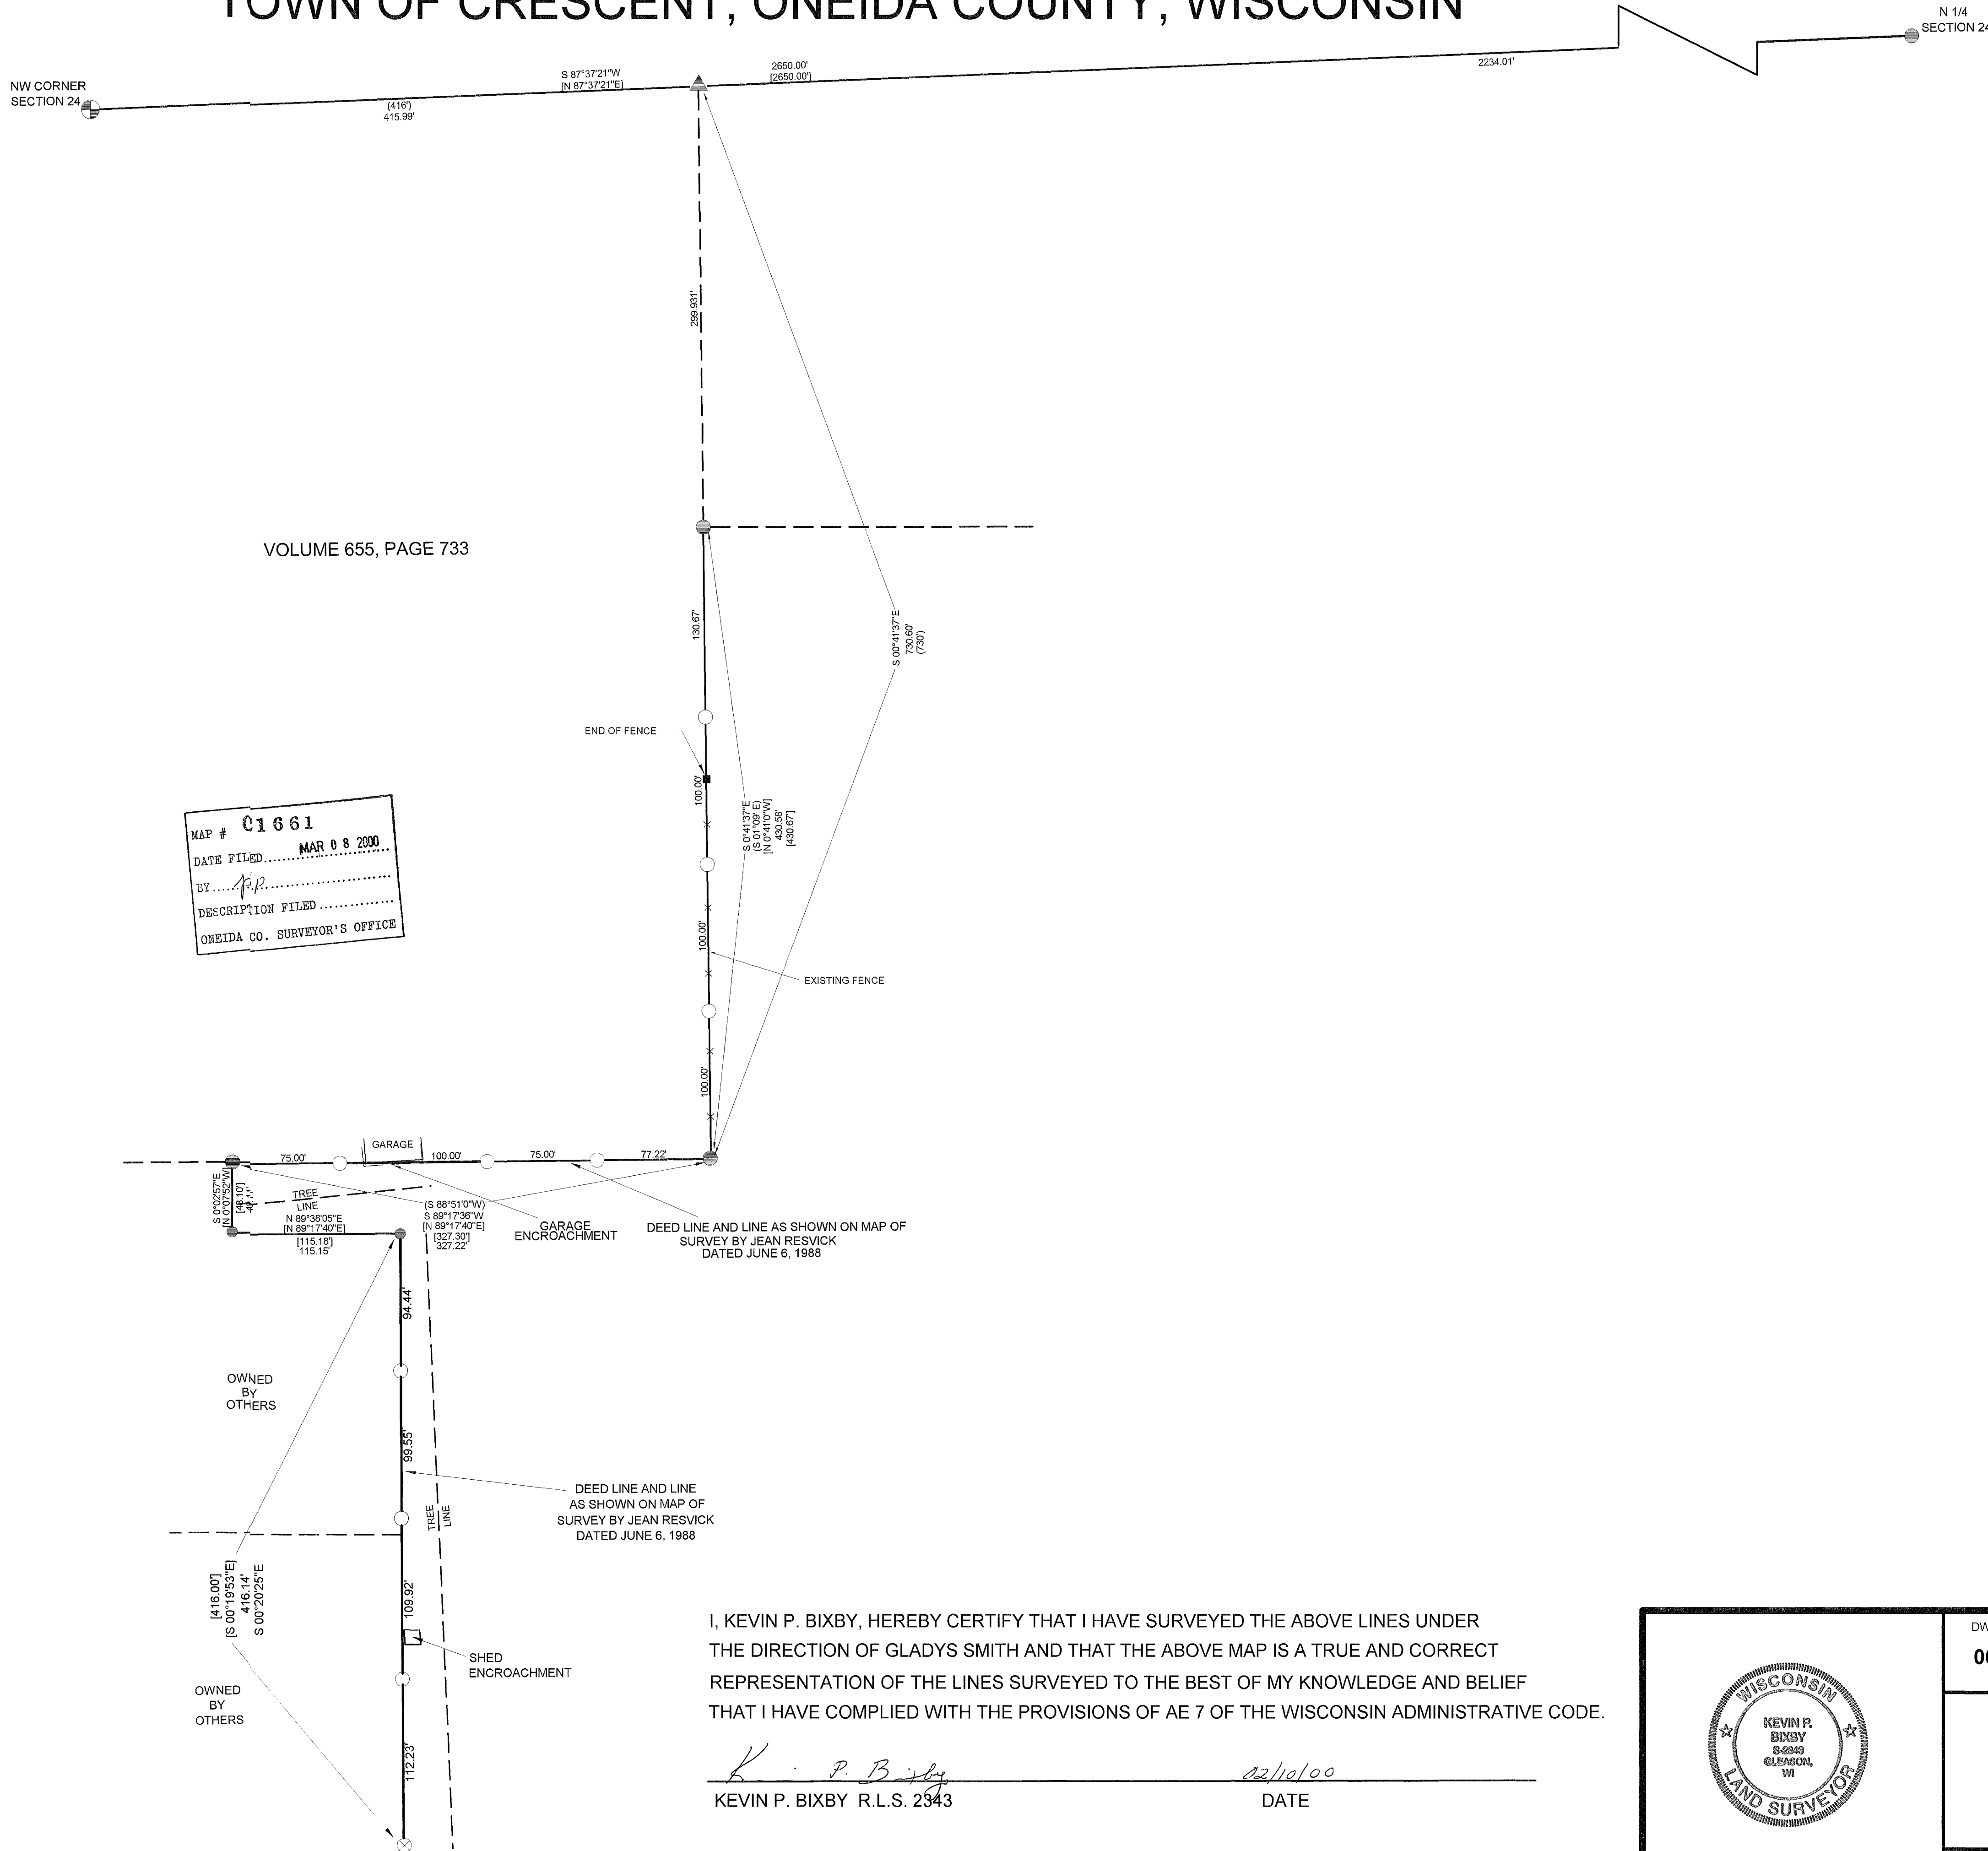 TOWN OF CRESCENT, ONEIDA COUNTY, WISCONSIN
N 1/4
SECTION 24
NW CORNER
SECTION 24
S 87°37'21"W
[N 87°37'21"E]
2650.00'
[2650.00']
2234.01'
(416')
415.99'
299.931'
VOLUME 655, PAGE 733
130.67'
S 00°41'37"E
730.60'
(730')
END OF FENCE
100.00'
S 0°41'37"E
(S 01°09' E)
[N 0°41'0"W]
430.58'
[430.67']
MAP # 01661
DATE FILED MAR 08 2000
BY
DESCRIPTION FILED
ONEIDA CO. SURVEYOR'S OFFICE
100.00'
EXISTING FENCE
100.00'
GARAGE
75.00'
100.00'
75.00'
77.22'
S 0°02'57"E
[N 0°07'52"W]
[48.10']
TREE
LINE
N 89°38'05"E
[N 89°17'40"E]
[115.18']
115.15'
(S 88°51'0"W)
S 89°17'36"W
[N 89°17'40"E]
[327.30']
327.22'
GARAGE
ENCROACHMENT
DEED LINE AND LINE AS SHOWN ON MAP OF
SURVEY BY JEAN RESVICK
DATED JUNE 6, 1988
94.44'
OWNED
BY
OTHERS
99.55'
DEED LINE AND LINE
AS SHOWN ON MAP OF
SURVEY BY JEAN RESVICK
DATED JUNE 6, 1988
TREE
LINE
[416.00']
[S 00°19'53"E]
416.14'
S 00°20'25"E
109.92'
SHED
ENCROACHMENT
OWNED
BY
OTHERS
112.23'
I, KEVIN P. BIXBY, HEREBY CERTIFY THAT I HAVE SURVEYED THE ABOVE LINES UNDER
THE DIRECTION OF GLADYS SMITH AND THAT THE ABOVE MAP IS A TRUE AND CORRECT
REPRESENTATION OF THE LINES SURVEYED TO THE BEST OF MY KNOWLEDGE AND BELIEF
THAT I HAVE COMPLIED WITH THE PROVISIONS OF AE 7 OF THE WISCONSIN ADMINISTRATIVE CODE.
K P. Bixby 02/10/00
KEVIN P. BIXBY R.L.S. 2343 DATE
WISCONSIN
KEVIN P.
BIXBY
S-2343
GLEASON,
WI
LAND SURVEYOR